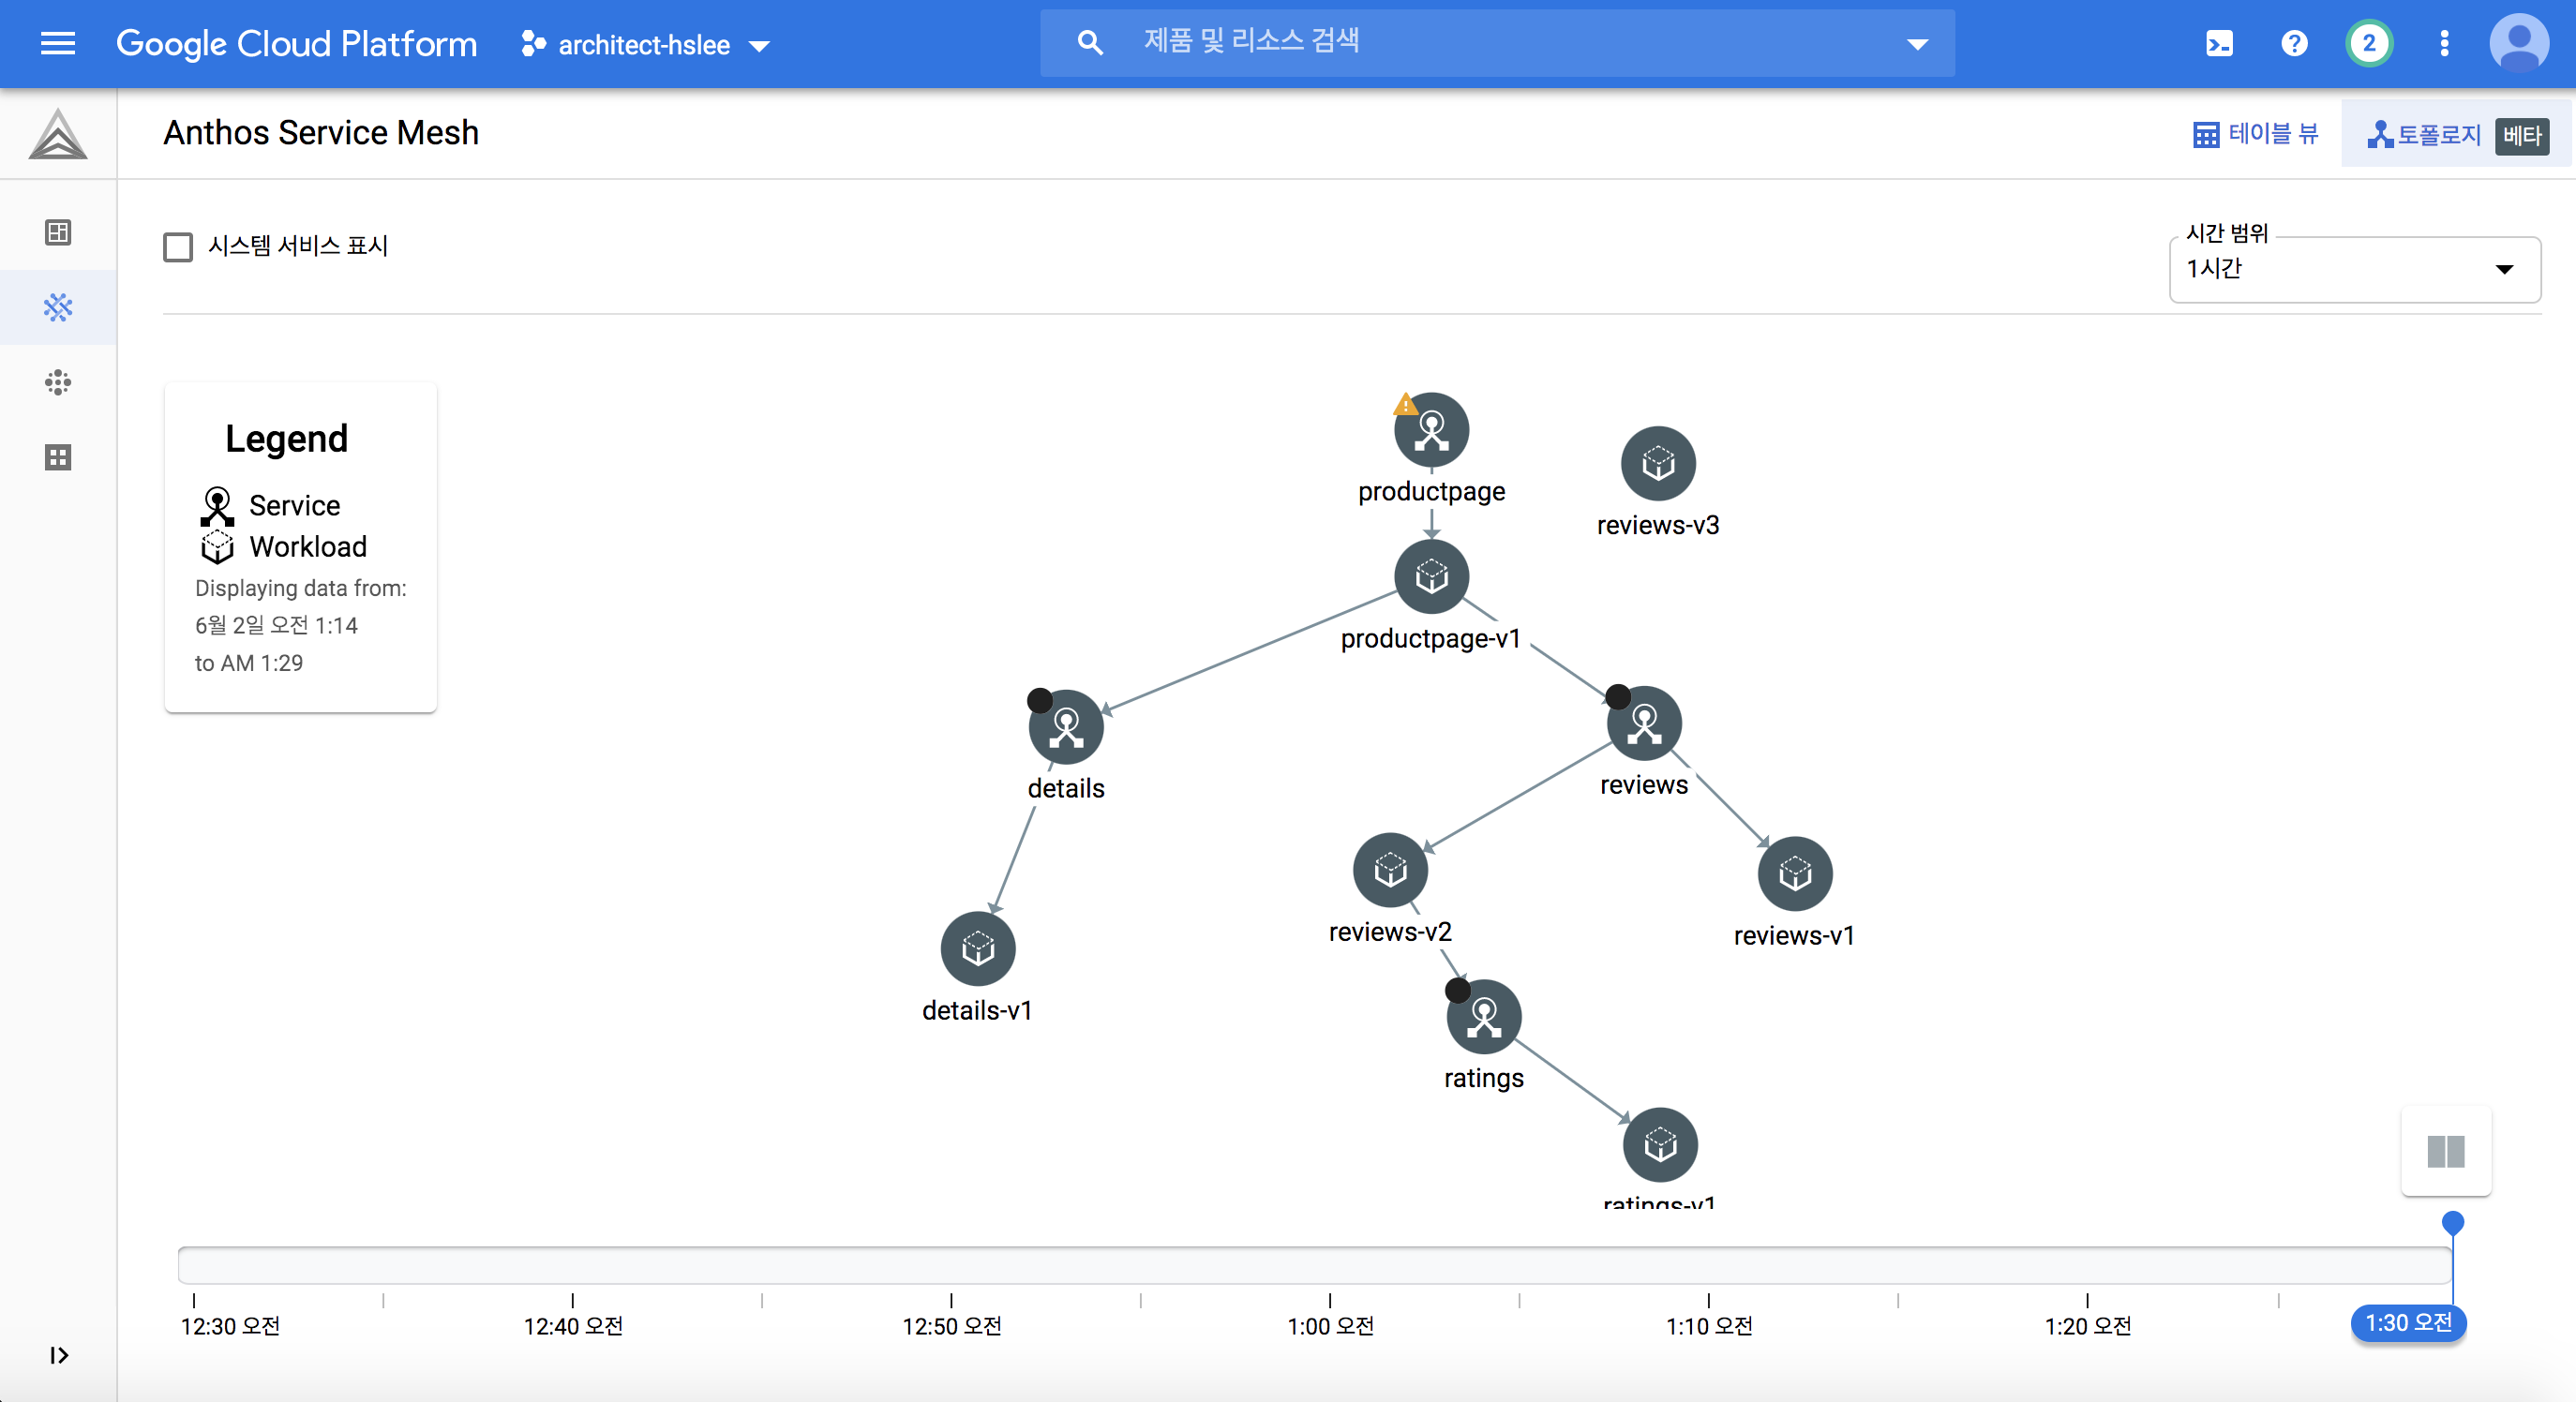 Google Cloud Platform
architect-hslee
제품 및 리소스 검색
2
Anthos Service Mesh
테이블 뷰
토폴로지
베타
시스템 서비스 표시
시간 범위
1시간
Legend
Service
Workload
Displaying data from:
6월 2일 오전 1:14
to AM 1:29
productpage
reviews-v3
productpage-v1
details
reviews
reviews-v2
reviews-v1
details-v1
ratings
ratings-v1
12:30 오전
12:40 오전
12:50 오전
1:00 오전
1:10 오전
1:20 오전
1:30 오전